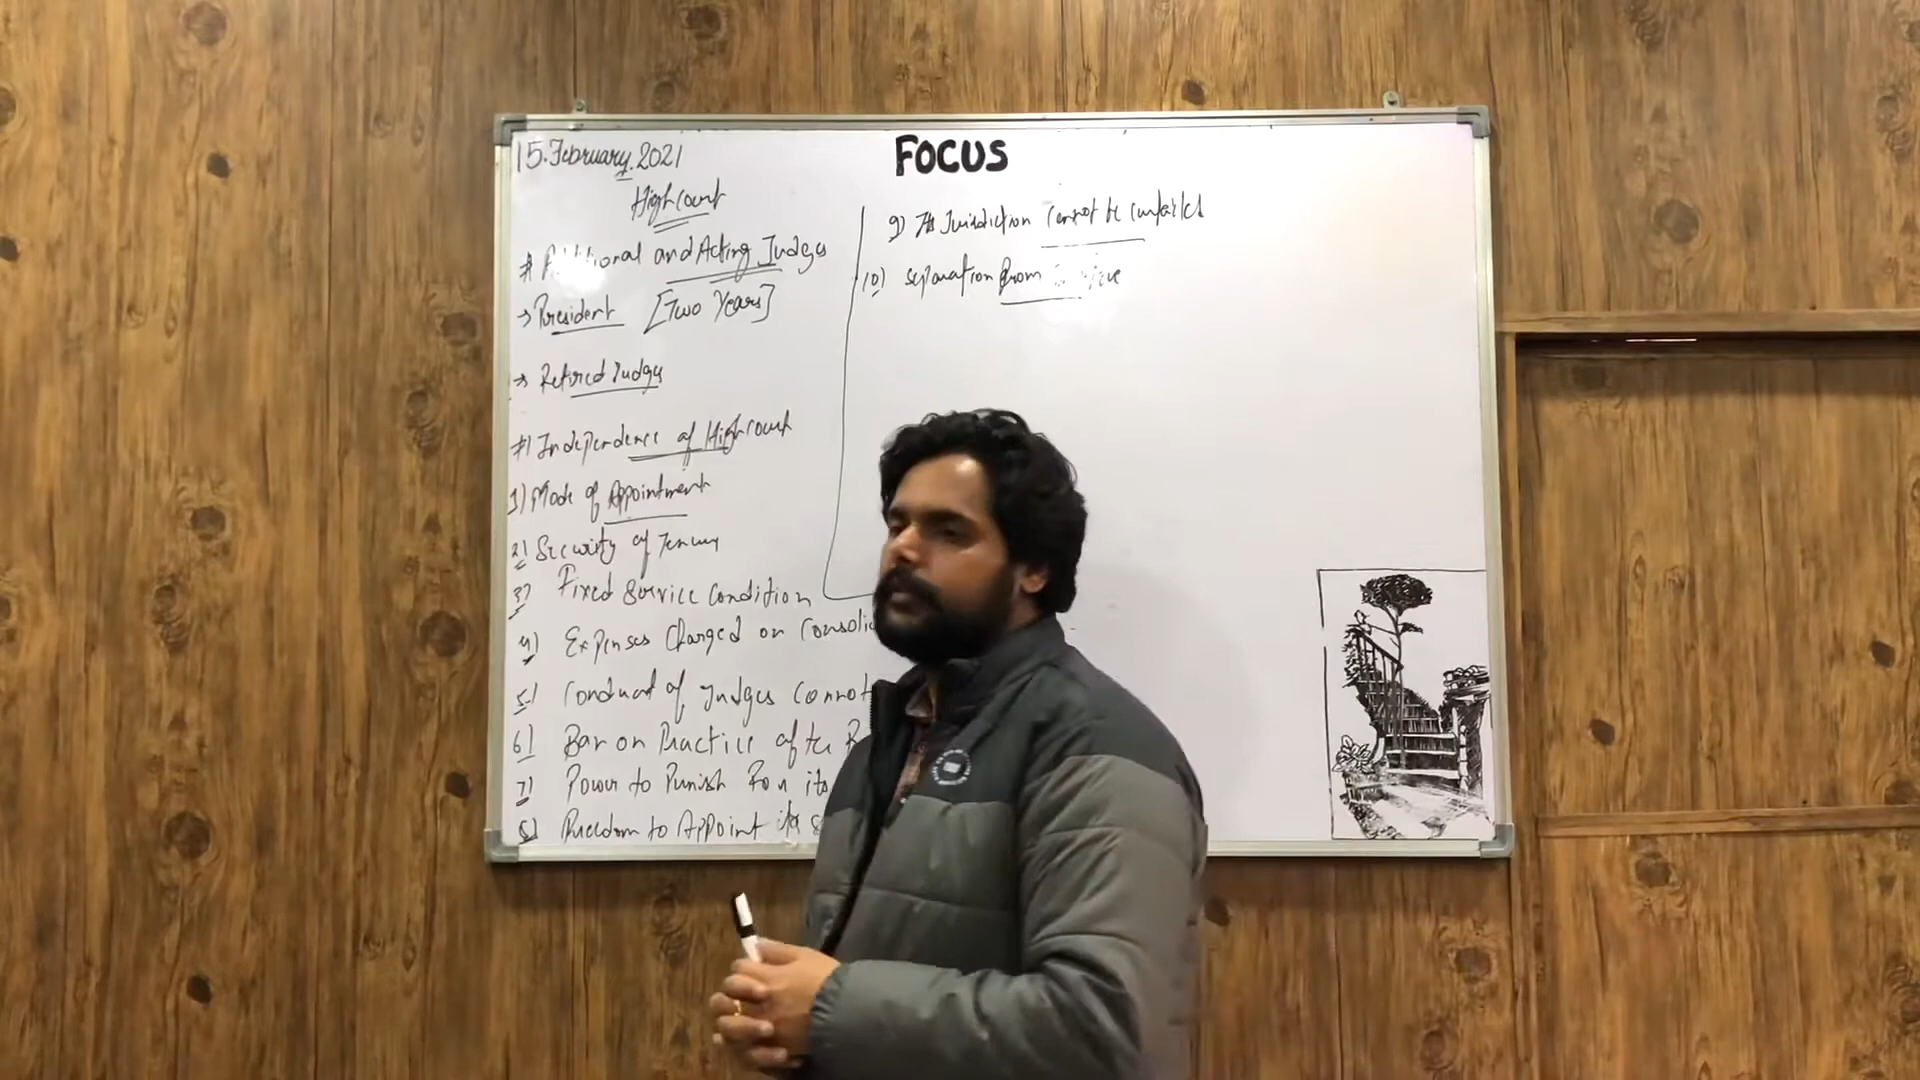 15.February.2021
FOCUS
High Court
# Additional and Acting Judges
→ President [Two Years]
→ Retired Judges
# Independence of High Court
1) Mode of Appointment
2) Security of Tenure
3) Fixed Service Condition
4) Expenses Charged on
5) Conduct of Judges Cannot
6) Bar on Practice after
7) Power to Punish For its
8) Freedom to Appoint its
9) Its Jurisdiction cannot be curtailed
10) Separation From